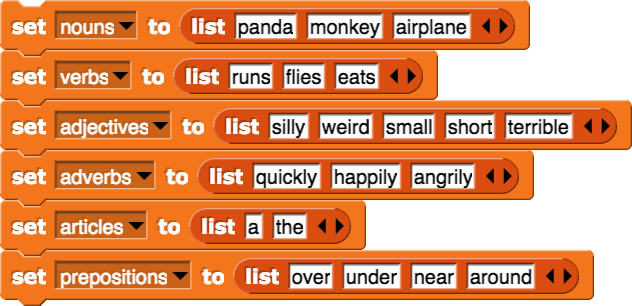 set nouns to list panda monkey airplane
set verbs to list runs flies eats
set adjectives to list silly weird small short terrible
set adverbs to list quickly happily angrily
set articles to list a the
set prepositions to list over under near around